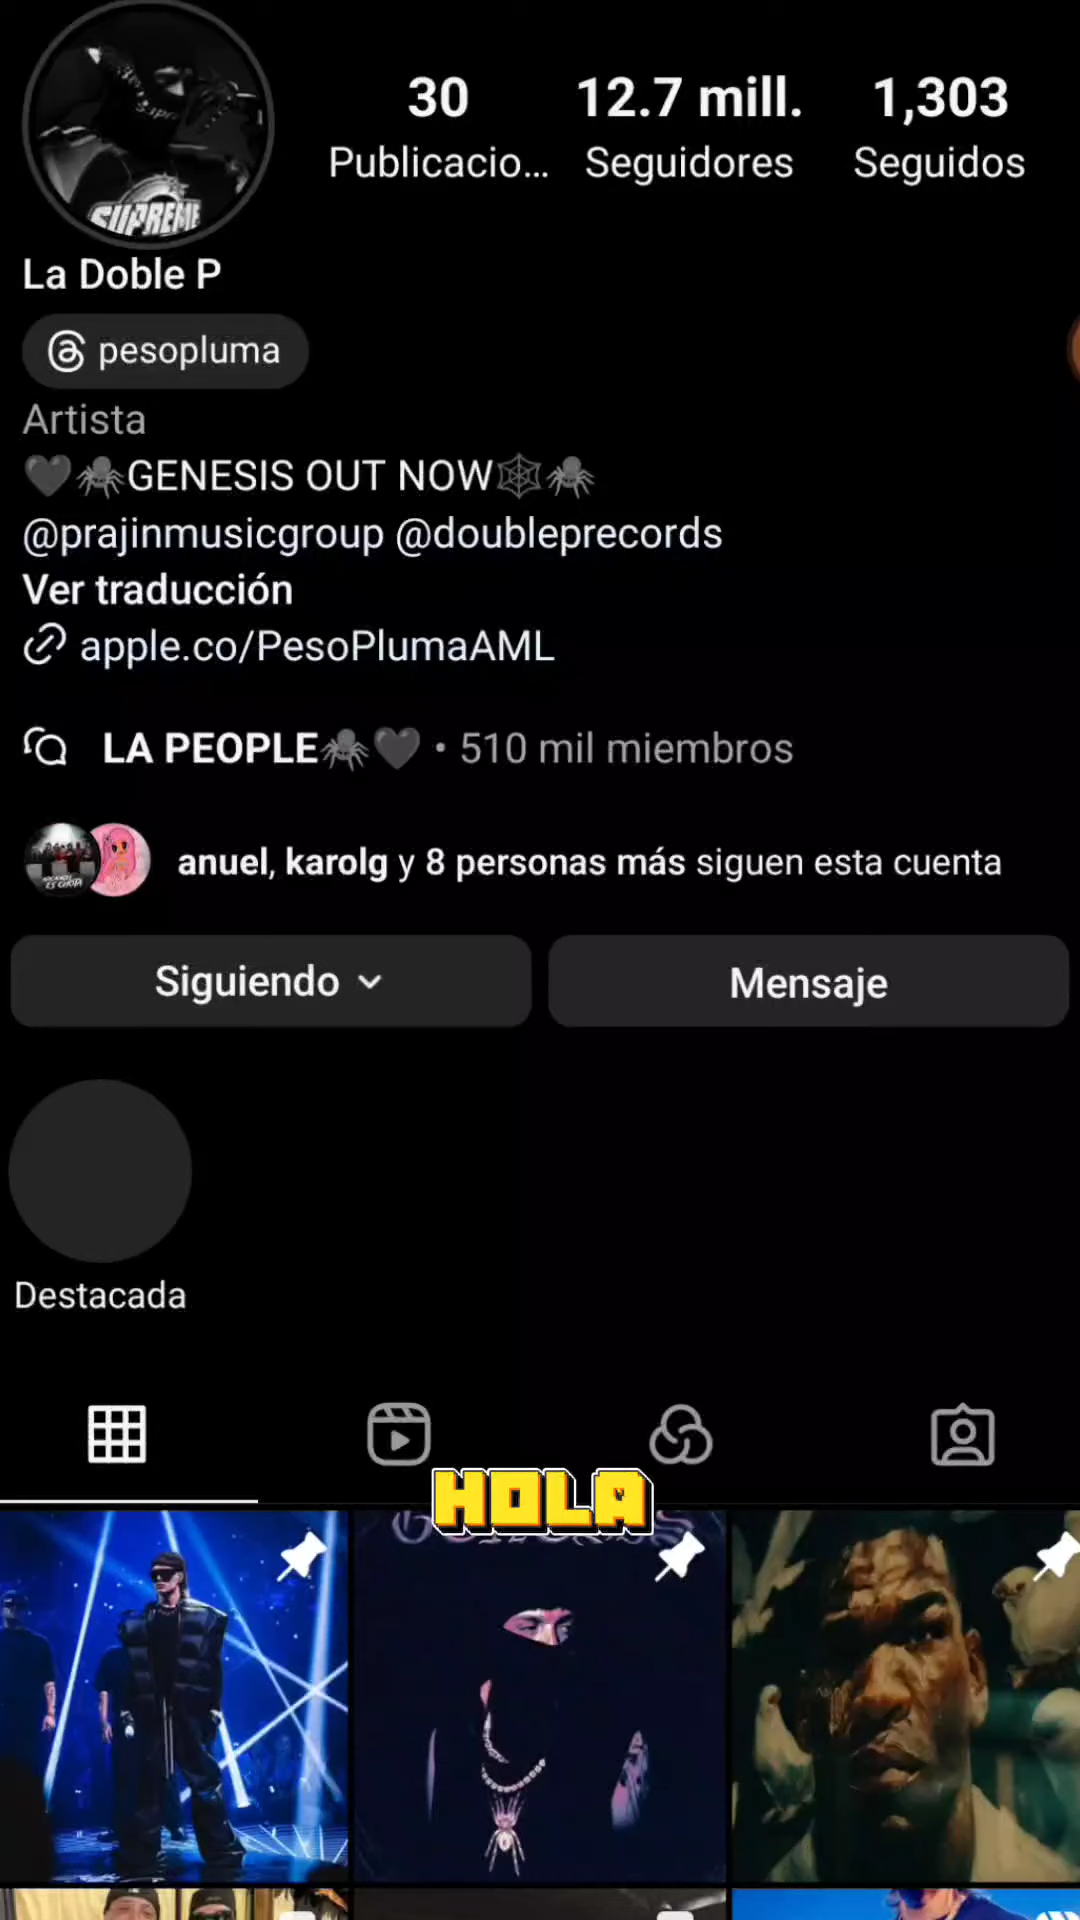 30
12.7 mill.
1,303
Publicacio...
Seguidores
Seguidos
SUPREME
La Doble P
pesopluma
Artista
🖤🕷GENESIS OUT NOW🕸🕷
@prajinmusicgroup @doubleprecords
Ver traducción
apple.co/PesoPlumaAML
LA PEOPLE🕷🖤 • 510 mil miembros
anuel, karolg y 8 personas más siguen esta cuenta
Siguiendo
Mensaje
Destacada
HOLA